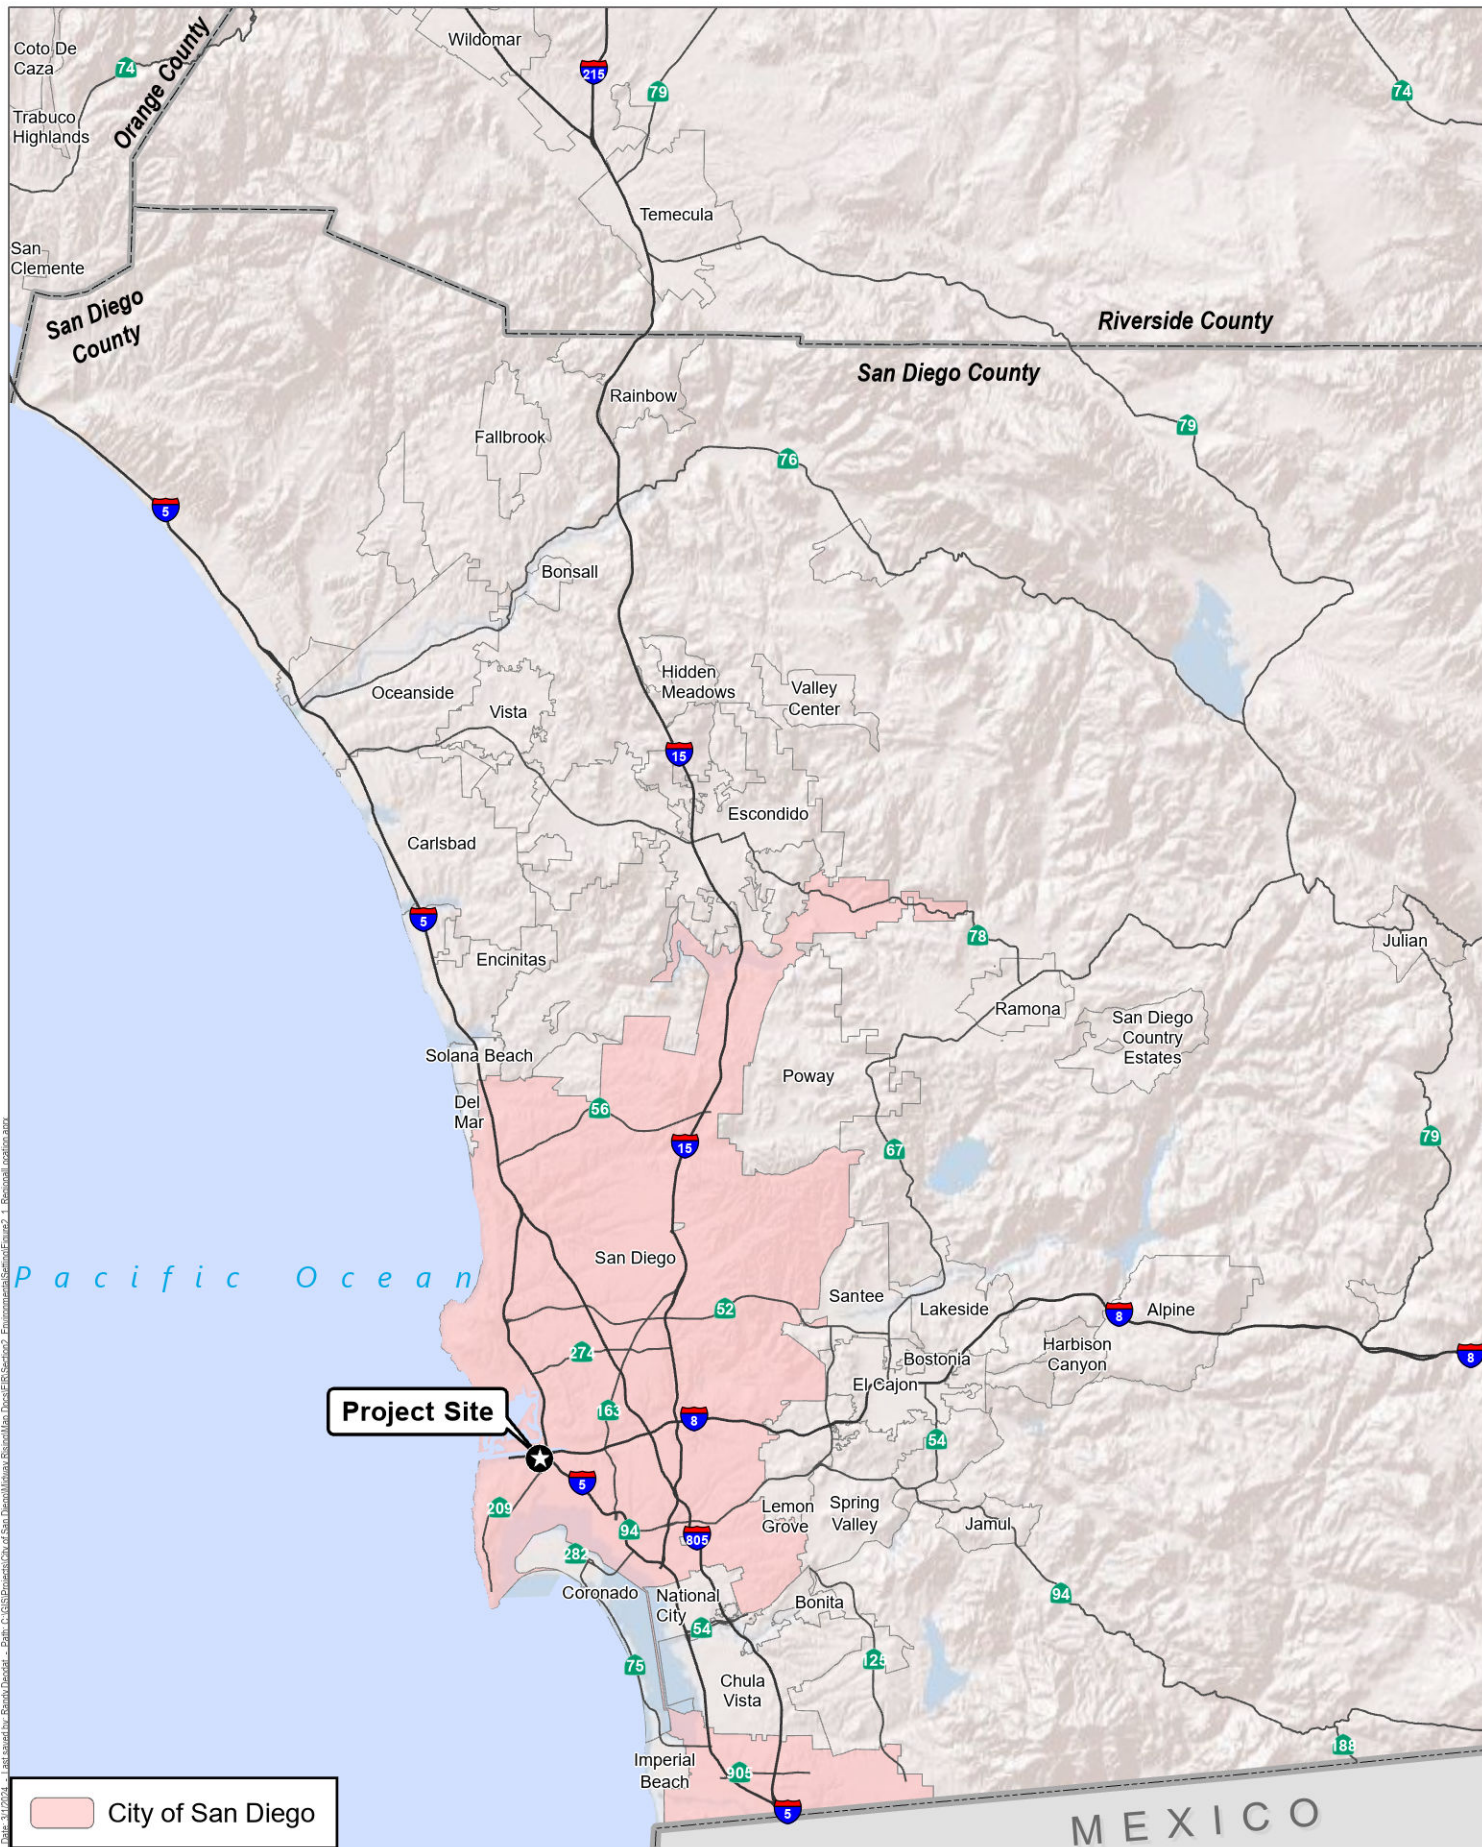 Coto De
Caza
74
Orange County
Wildomar
215
79
74
Trabuco
Highlands
Temecula
San
Clemente
San Diego
County
Riverside County
San Diego County
Rainbow
79
Fallbrook
76
5
Bonsall
Hidden
Meadows
Valley
Center
Oceanside
Vista
15
Escondido
Carlsbad
5
78
Julian
Encinitas
Ramona
San Diego
Country
Estates
Solana Beach
Poway
Del
Mar
56
15
67
79
San Diego
Pacific Ocean
Santee
52
Lakeside
8
Alpine
274
Bostonia
Harbison
Canyon
8
El Cajon
Project Site
163
8
54
5
209
Lemon
Grove
Spring
Valley
Jamul
94
805
282
Coronado
National
City
Bonita
94
54
75
125
Chula
Vista
Imperial
Beach
905
188
5
City of San Diego
MEXICO